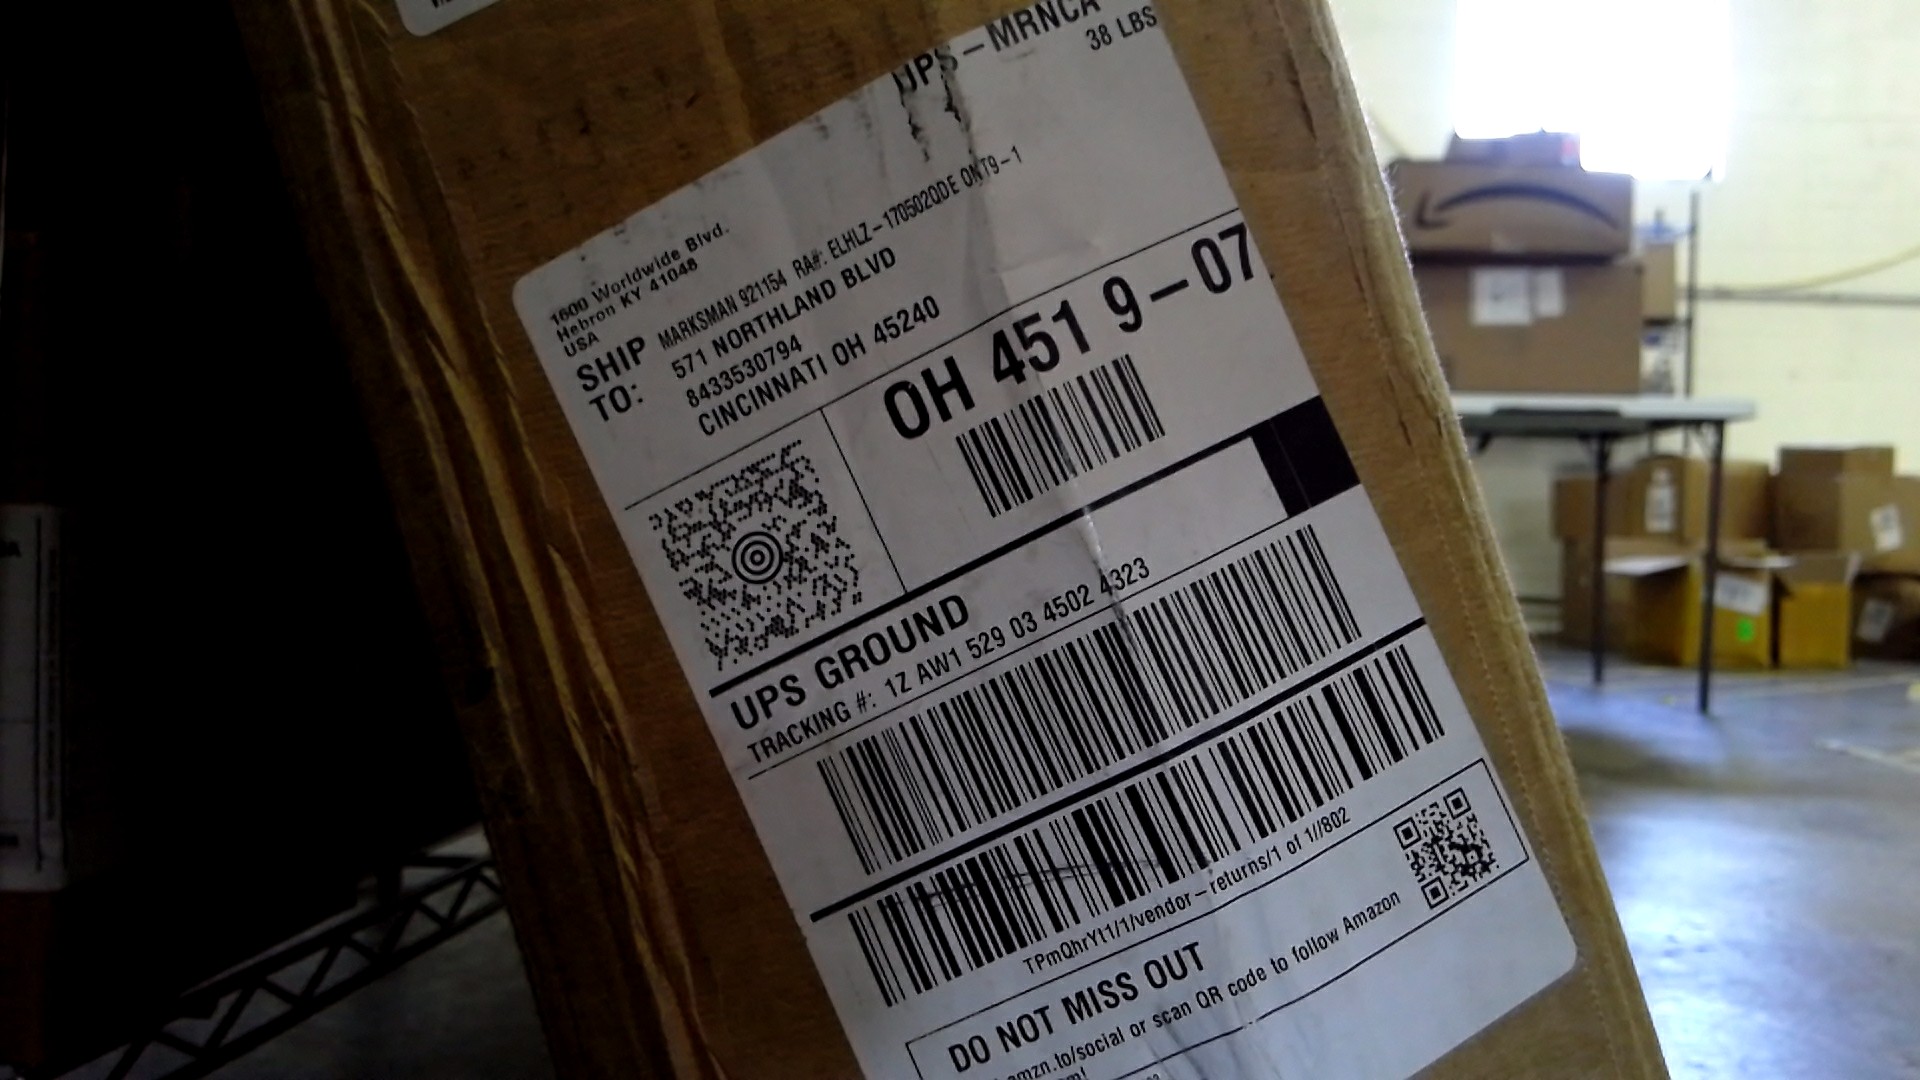 UPS-MRNCA
38 LBS
1600 Worldwide Blvd.
Hebron KY 41048
USA
SHIP TO:
MARKSMAN 921154 RA#: ELHLZ-170502QDE ONT9-1
571 NORTHLAND BLVD
8433530794
CINCINNATI OH 45240
OH 451 9-07
UPS GROUND
TRACKING #: 1Z AW1 529 03 4502 4323
TPmQhrYt1/1/vendor-returns/1 of 1//802
DO NOT MISS OUT
amzn.to/social or scan QR code to follow Amazon